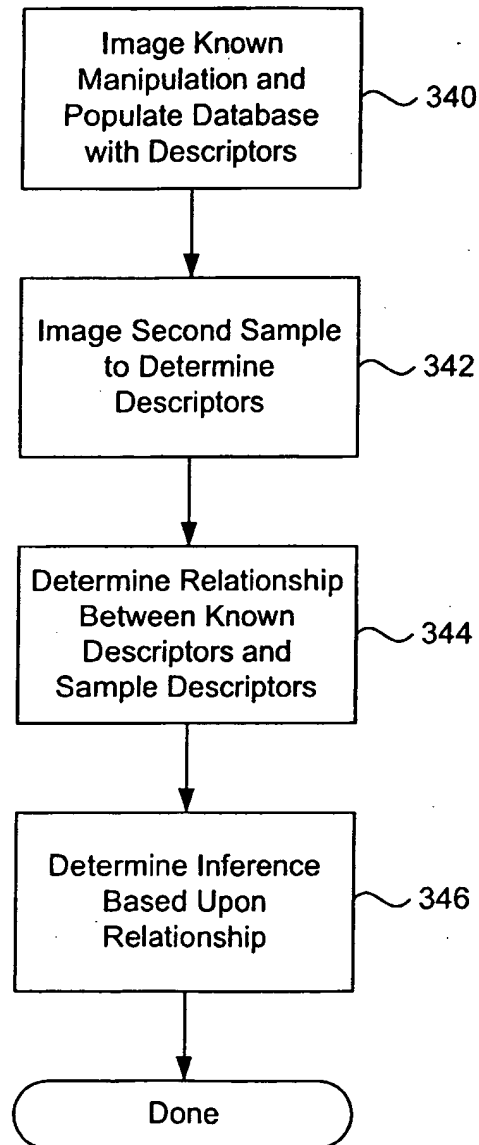 Image Known
Manipulation and
Populate Database
with Descriptors
340
Image Second Sample
to Determine
Descriptors
342
Determine Relationship
Between Known
Descriptors and
Sample Descriptors
344
Determine Inference
Based Upon
Relationship
346
Done